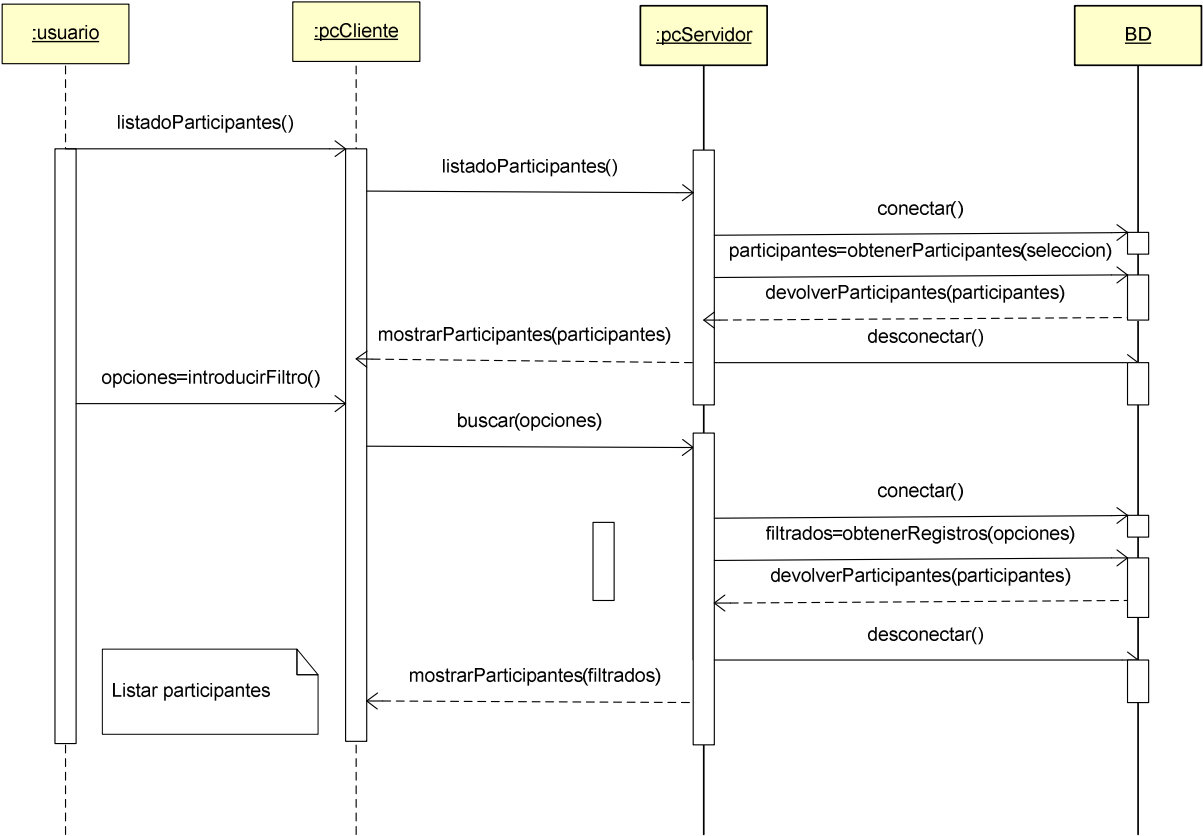 :usuario
:pcCliente
:pcServidor
BD
listadoParticipantes()
listadoParticipantes()
conectar()
participantes=obtenerParticipantes(seleccion)
devolverParticipantes(participantes)
mostrarParticipantes(participantes)
desconectar()
opciones=introducirFiltro()
buscar(opciones)
conectar()
filtrados=obtenerRegistros(opciones)
devolverParticipantes(participantes)
desconectar()
mostrarParticipantes(filtrados)
Listar participantes